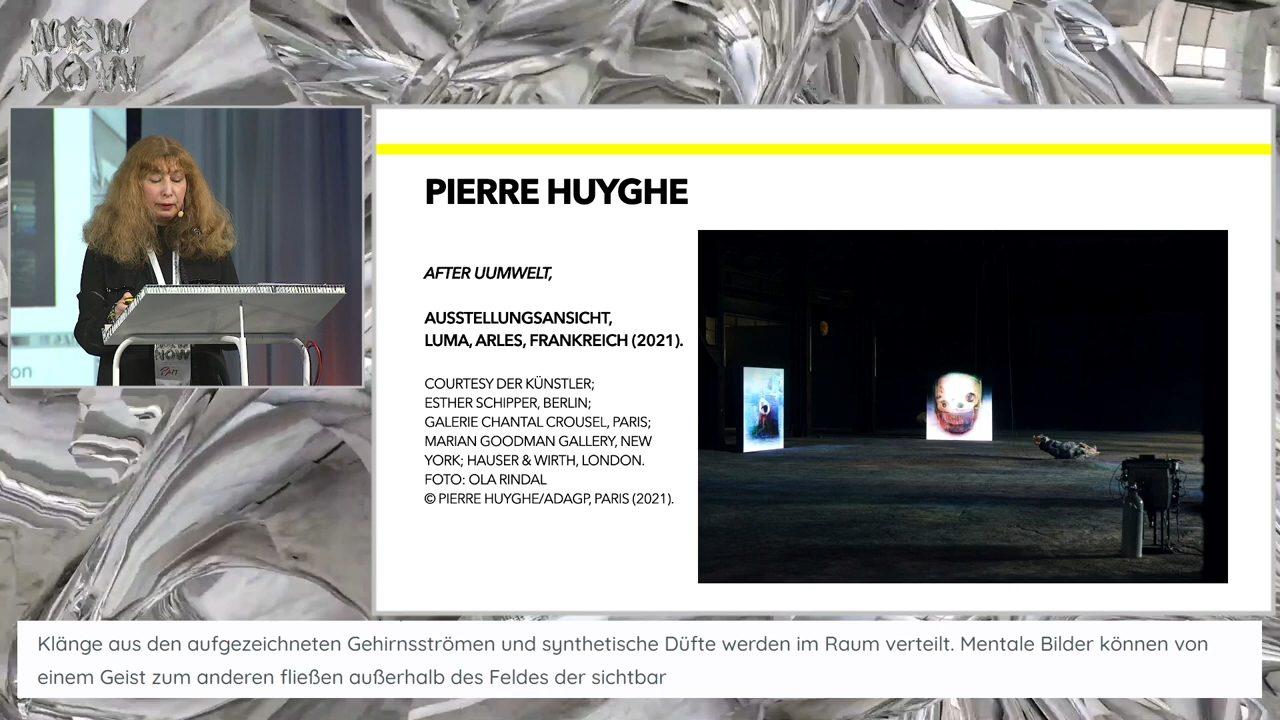 NEW
NOW
on
NOW
PIERRE HUYGHE
AFTER UUMWELT,
AUSSTELLUNGSANSICHT,
LUMA, ARLES, FRANKREICH (2021).
COURTESY DER KÜNSTLER;
ESTHER SCHIPPER, BERLIN;
GALERIE CHANTAL CROUSEL, PARIS;
MARIAN GOODMAN GALLERY, NEW
YORK; HAUSER & WIRTH, LONDON.
FOTO: OLA RINDAL
© PIERRE HUYGHE/ADAGP, PARIS (2021).
Klänge aus den aufgezeichneten Gehirnsströmen und synthetische Düfte werden im Raum verteilt. Mentale Bilder können von
einem Geist zum anderen fließen außerhalb des Feldes der sichtbar